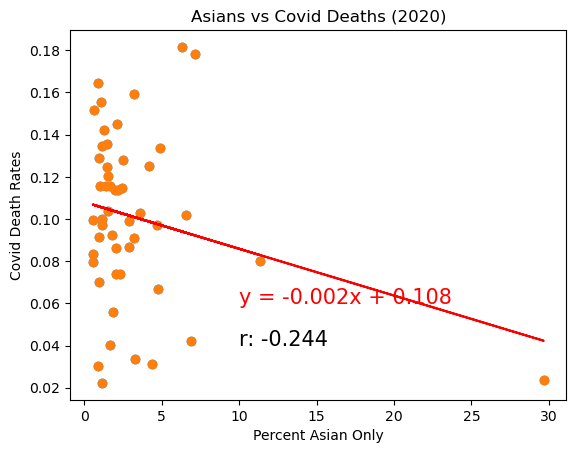 Asians vs Covid Deaths (2020)
Covid Death Rates
0.18
0.16
0.14
0.12
0.10
0.08
0.06
0.04
0.02
y = -0.002x + 0.108
r: -0.244
0 5 10 15 20 25 30
Percent Asian Only